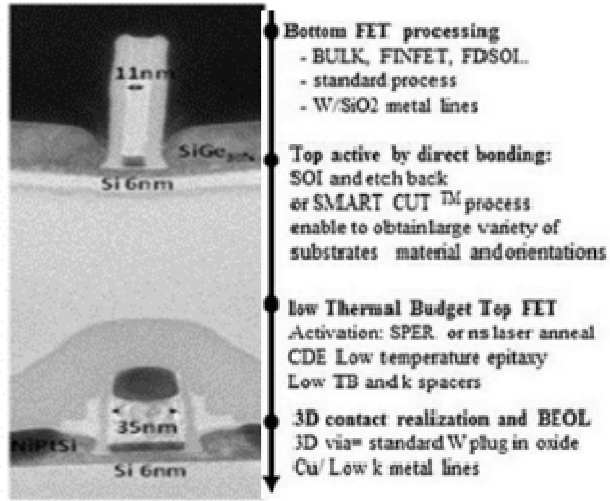 11nm
SiGe30%
Si 6nm
35nm
NiPtSi
Si 6nm
Bottom FET processing
- BULK, FINFET, FDSOI..
- standard process
- W/SiO2 metal lines
Top active by direct bonding:
SOI and etch back
or SMART CUT TM process
enable to obtain large variety of
substrates material and orientations
low Thermal Budget Top FET
Activation: SPER or ns laser anneal
CDE Low temperature epitaxy
Low TB and k spacers
3D contact realization and BEOL
3D via= standard W plug in oxide
Cu/ Low k metal lines